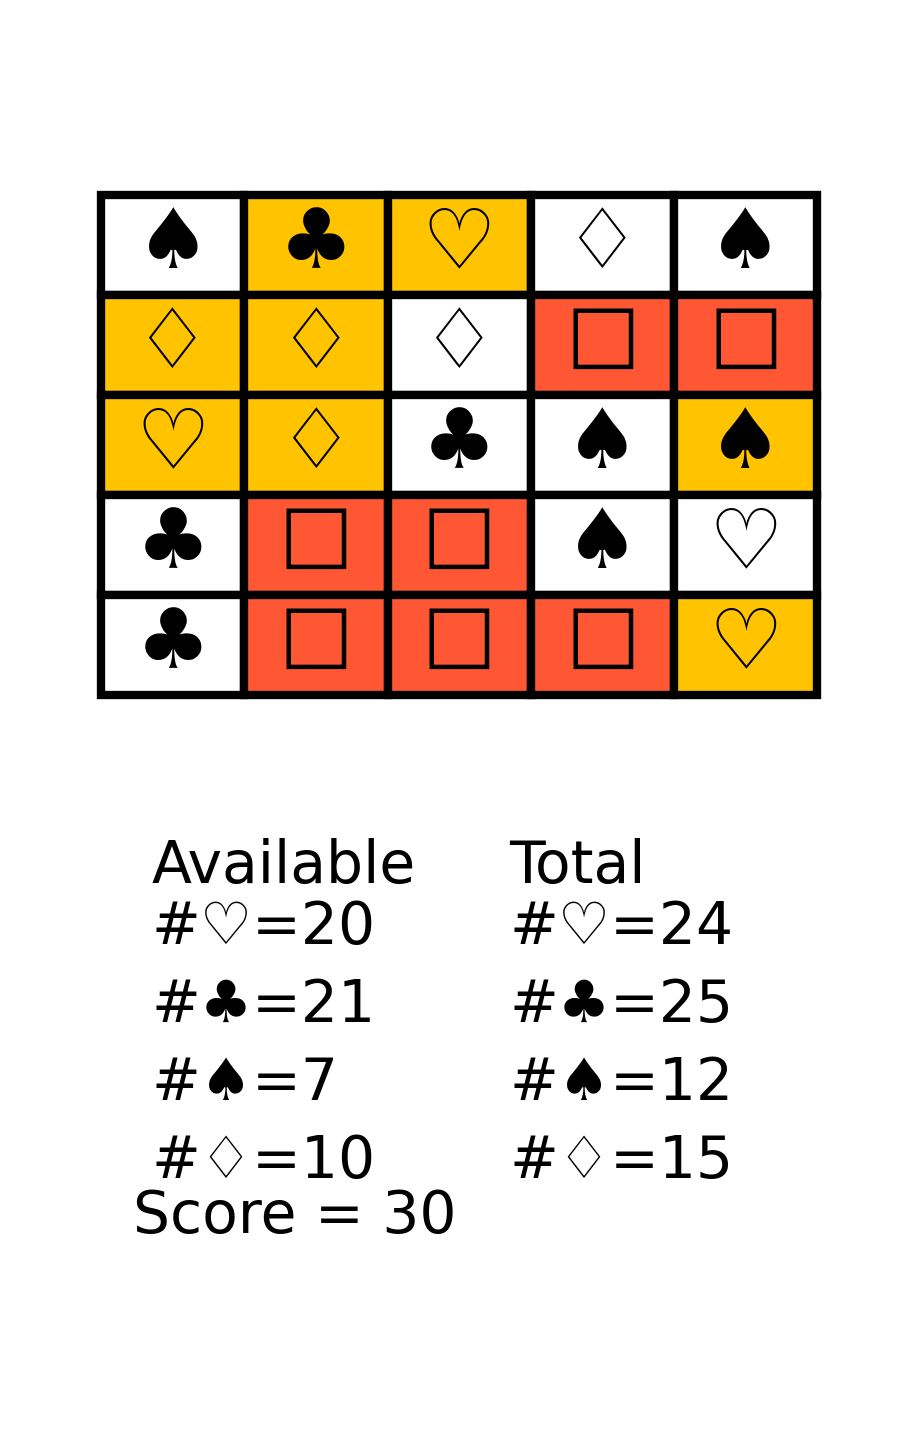 ♠ ♣ ♡ ♢ ♠
♢ ♢ ♢ □ □
♡ ♢ ♣ ♠ ♠
♣ □ □ ♠ ♡
♣ □ □ □ ♡
Available Total
#♡=20 #♡=24
#♣=21 #♣=25
#♠=7 #♠=12
#♢=10 #♢=15
Score = 30